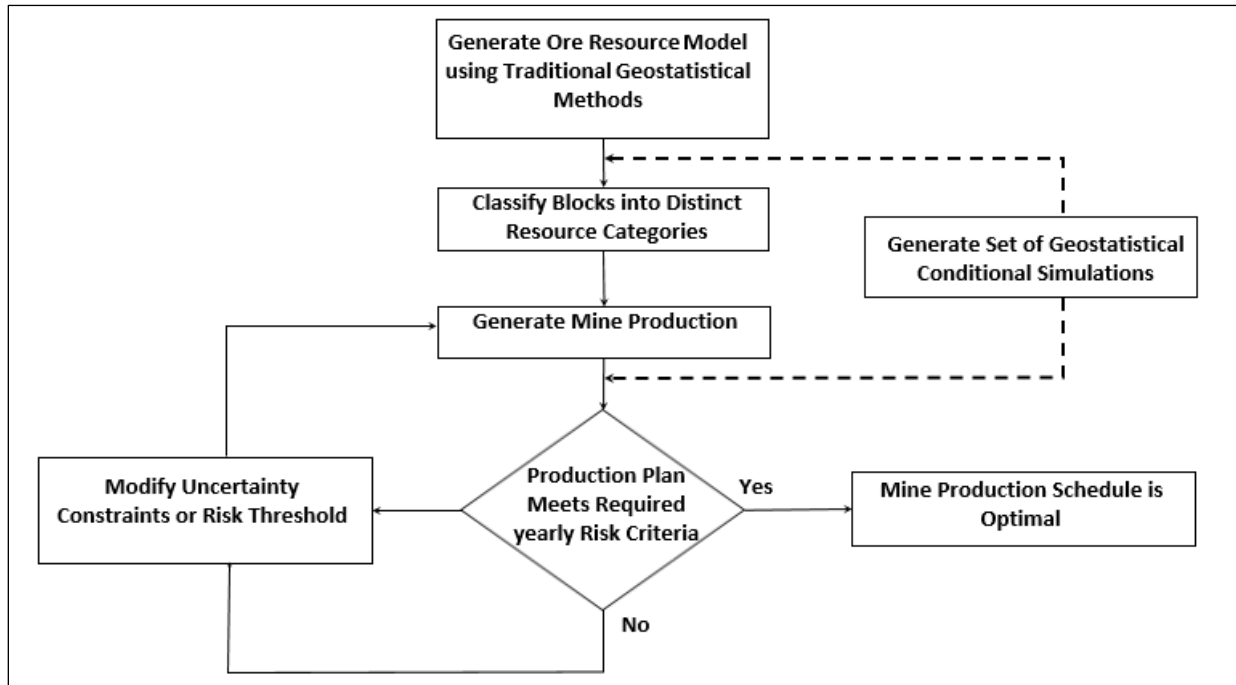 Generate Ore Resource Model
using Traditional Geostatistical
Methods
Classify Blocks into Distinct
Resource Categories
Generate Set of Geostatistical
Conditional Simulations
Generate Mine Production
Production Plan
Meets Required
yearly Risk Criteria
Yes
Mine Production Schedule is
Optimal
Modify Uncertainty
Constraints or Risk Threshold
No